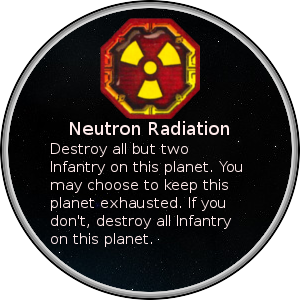 Neutron Radiation
Destroy all but two
Infantry on this planet. You
may choose to keep this
planet exhausted. If you
don't, destroy all Infantry
on this planet.